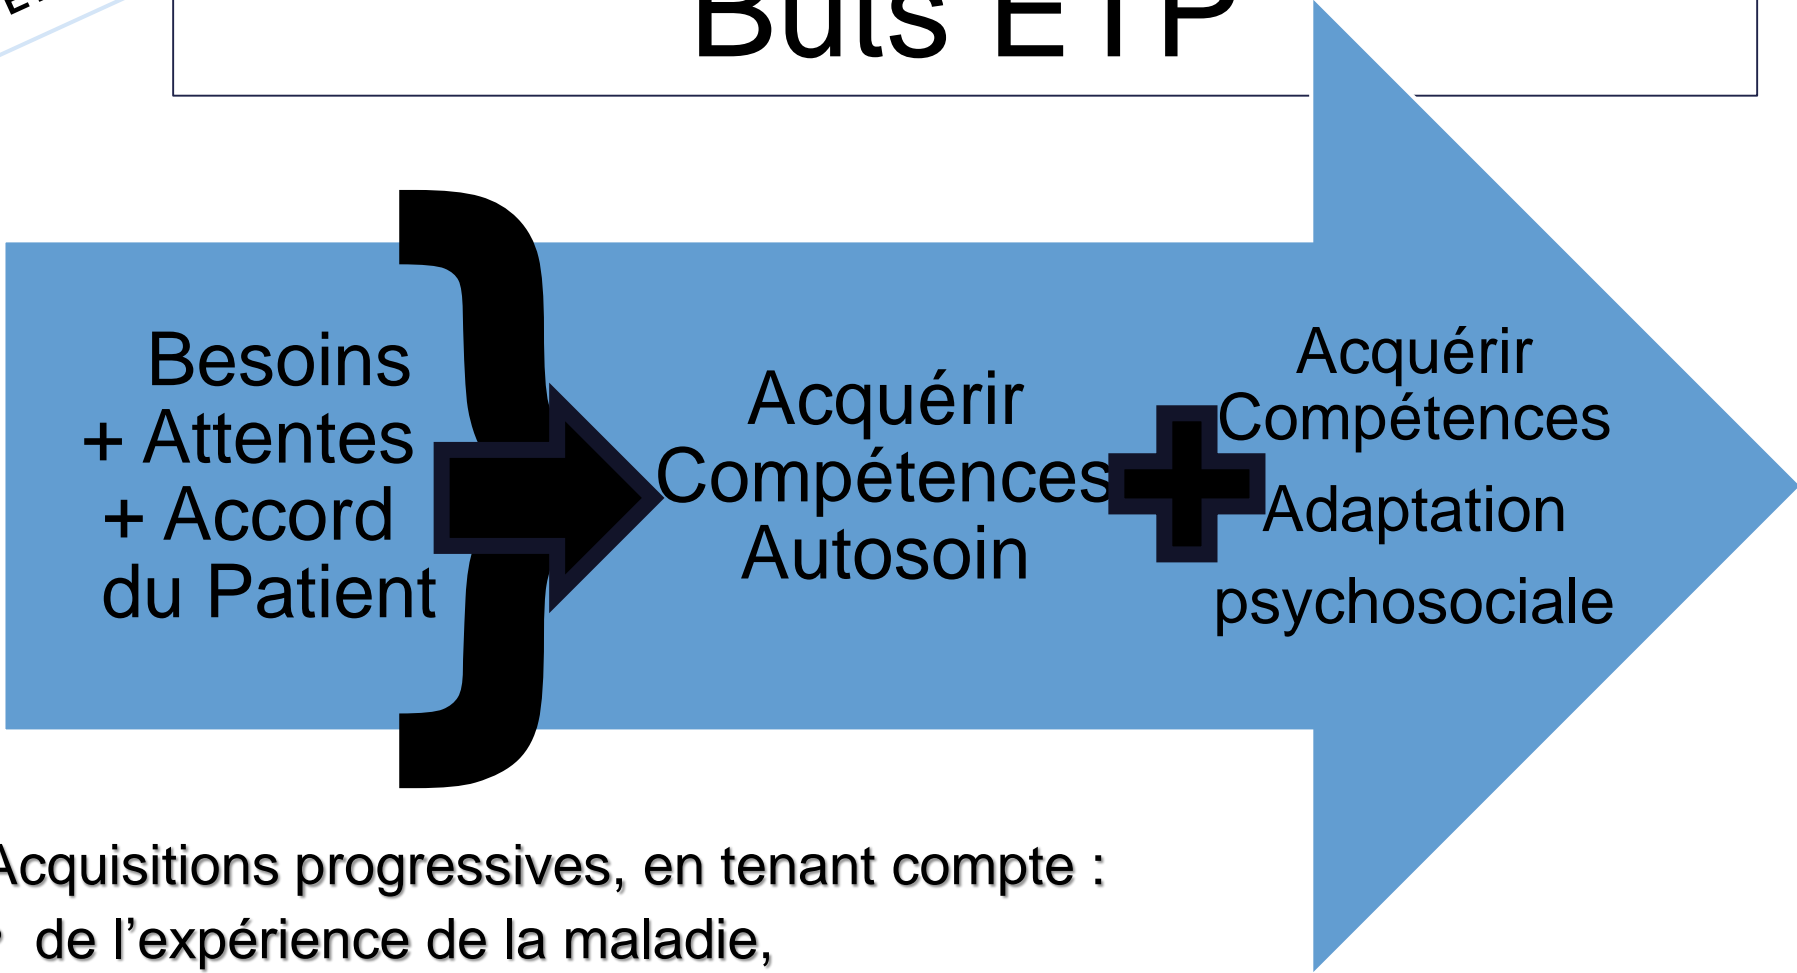 Buts ETP
Besoins
+ Attentes
+ Accord
du Patient
Acquérir
Compétences
Autosoin
Acquérir
Compétences
Adaptation
psychosociale
Acquisitions progressives, en tenant compte :
• de l’expérience de la maladie,